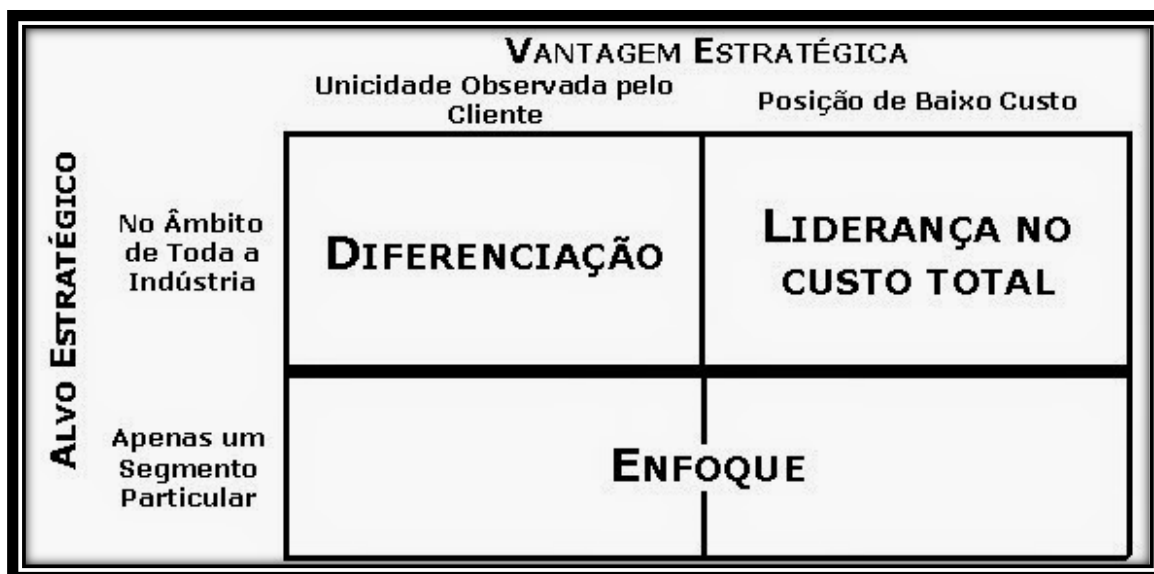 VANTAGEM ESTRATÉGICA
Unicidade Observada pelo
Cliente
Posição de Baixo Custo
ALVO ESTRATÉGICO
No Âmbito
de Toda a
Indústria
DIFERENCIAÇÃO
LIDERANÇA NO
CUSTO TOTAL
Apenas um
Segmento
Particular
ENFOQUE